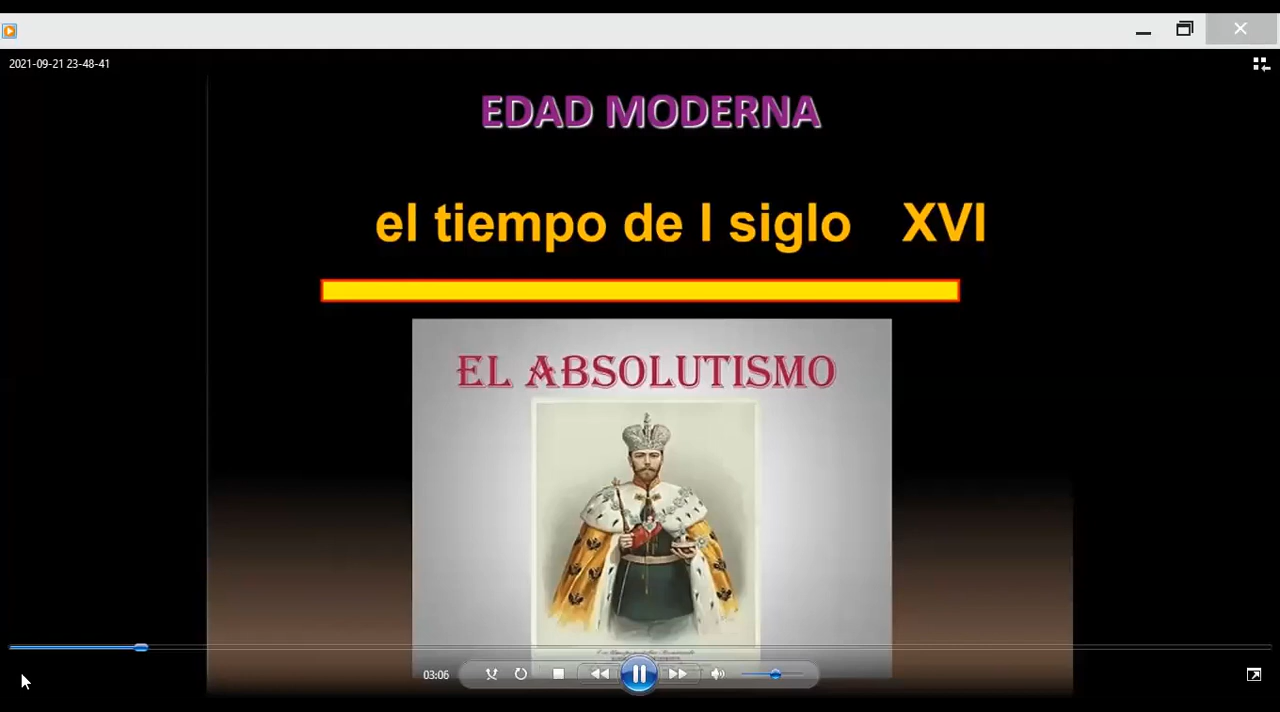 2021-09-21 23-48-41
EDAD MODERNA
el tiempo de l siglo XVI
EL ABSOLUTISMO
03:06